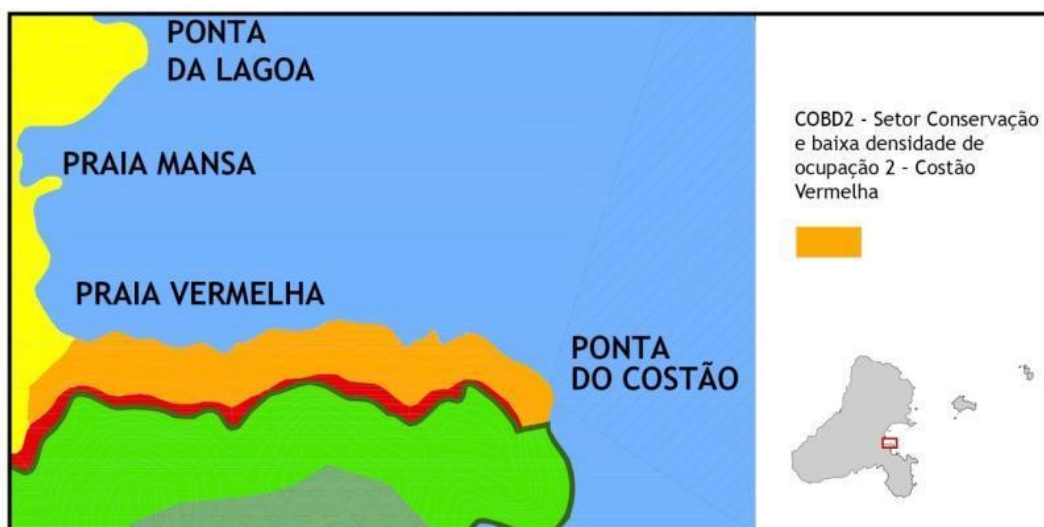 PONTA
DA LAGOA
PRAIA MANSA
PRAIA VERMELHA
PONTA
DO COSTÃO
COBD2 - Setor Conservação
e baixa densidade de
ocupação 2 - Costão
Vermelha